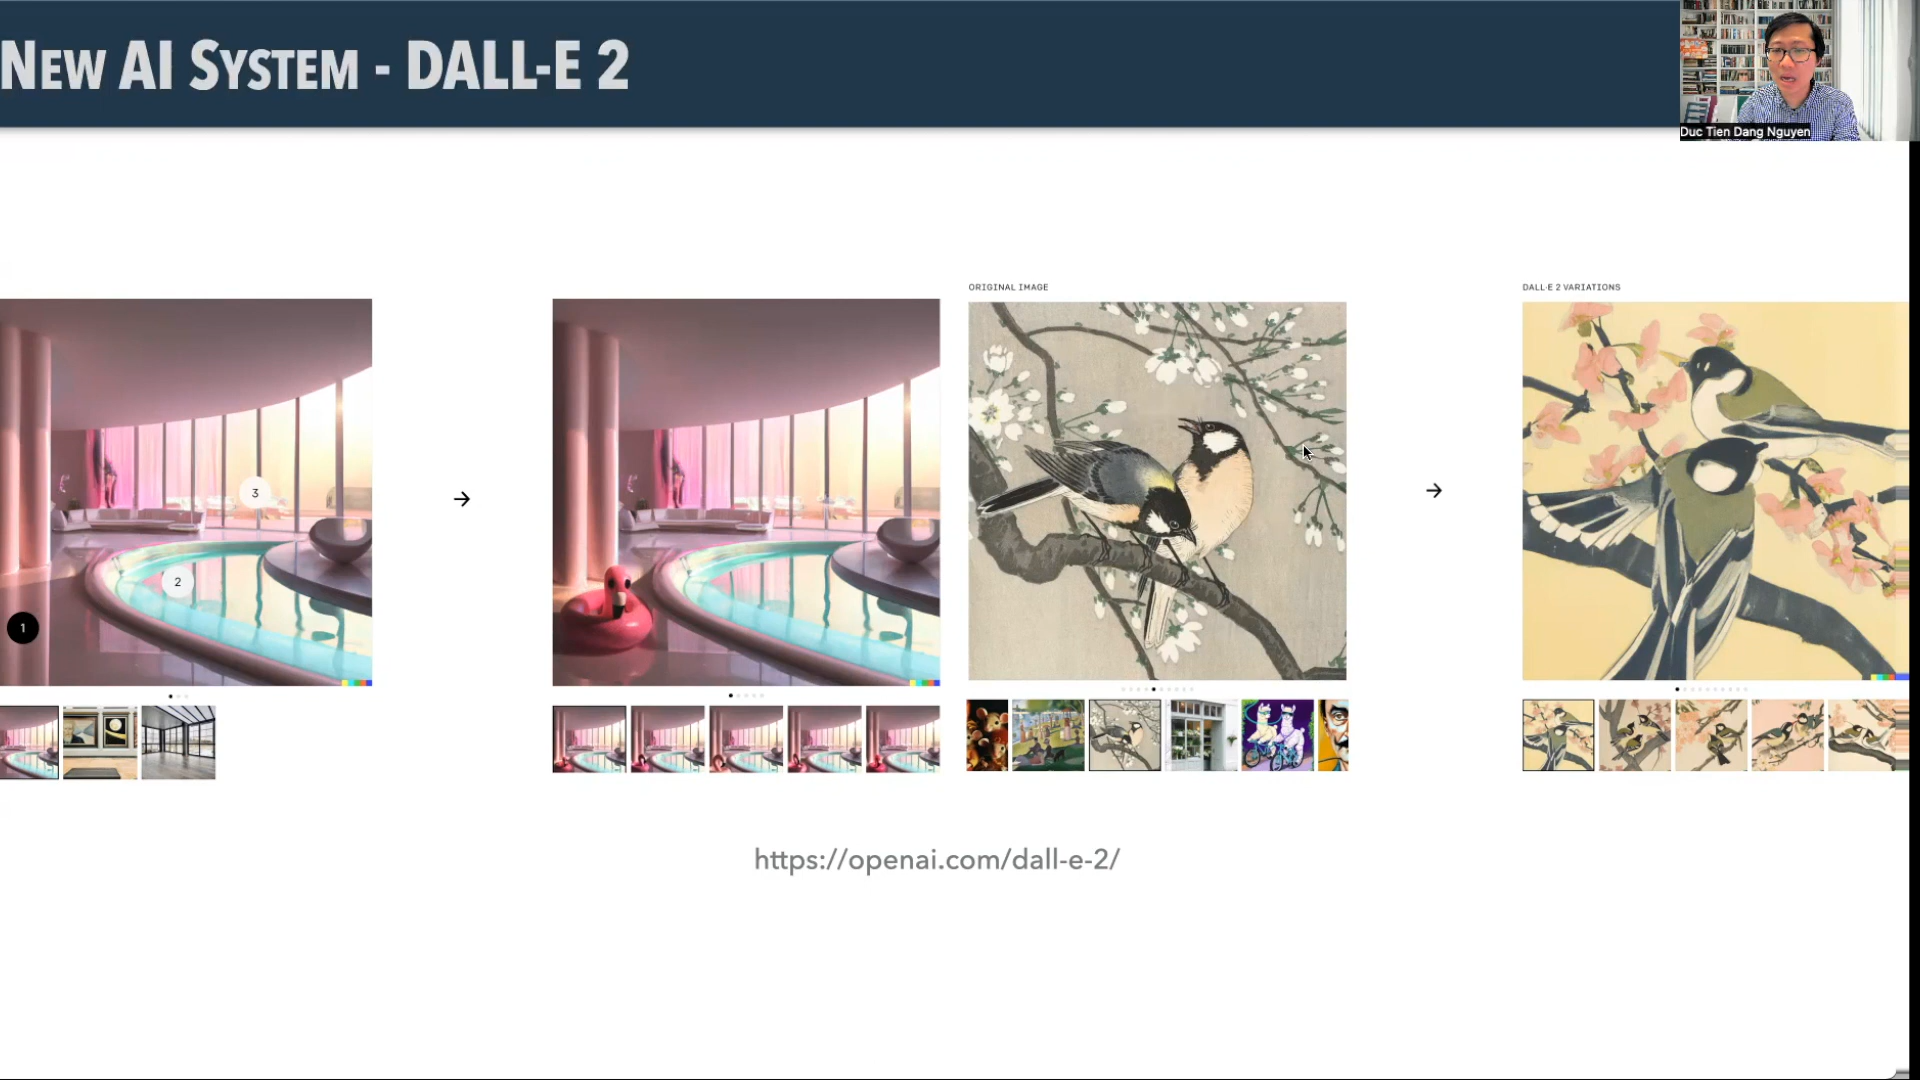 NEW AI SYSTEM - DALL-E 2
Duc Tien Dang Nguyen
ORIGINAL IMAGE
DALL·E 2 VARIATIONS
3
2
1
https://openai.com/dall-e-2/